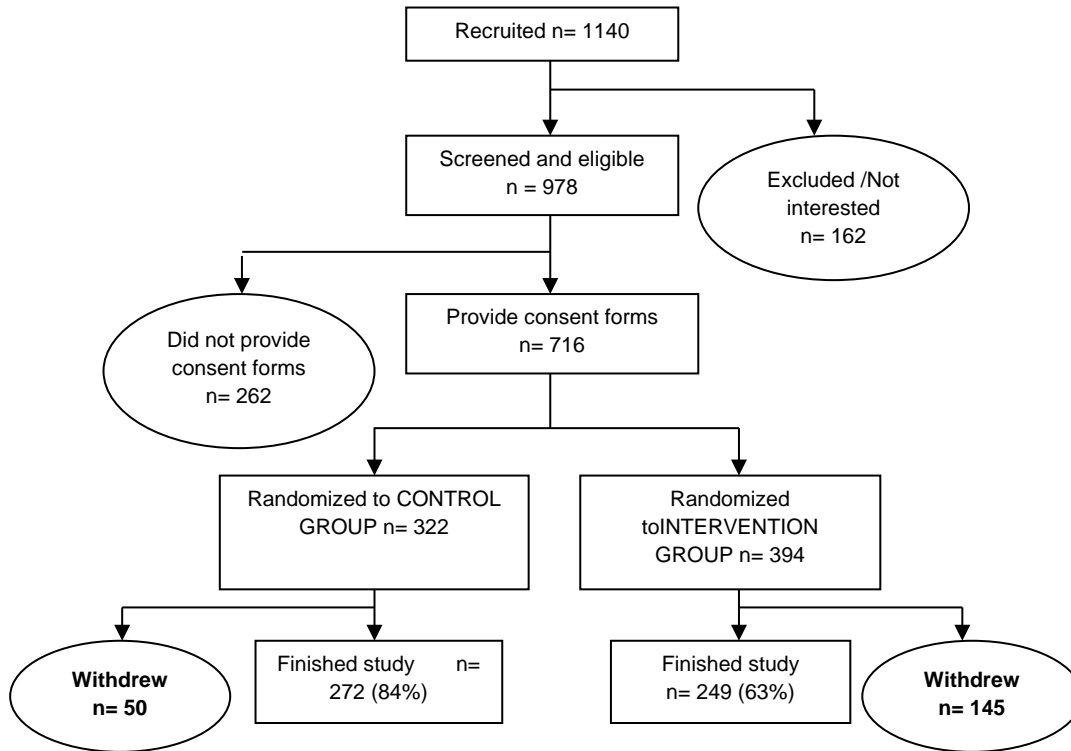 Recruited n= 1140
Screened and eligible
n = 978
Excluded /Not
interested
n= 162
Did not provide
consent forms
n= 262
Provide consent forms
n= 716
Randomized to CONTROL
GROUP n= 322
Randomized
toINTERVENTION
GROUP n= 394
Withdrew
n= 50
Finished study n=
272 (84%)
Finished study
n= 249 (63%)
Withdrew
n= 145